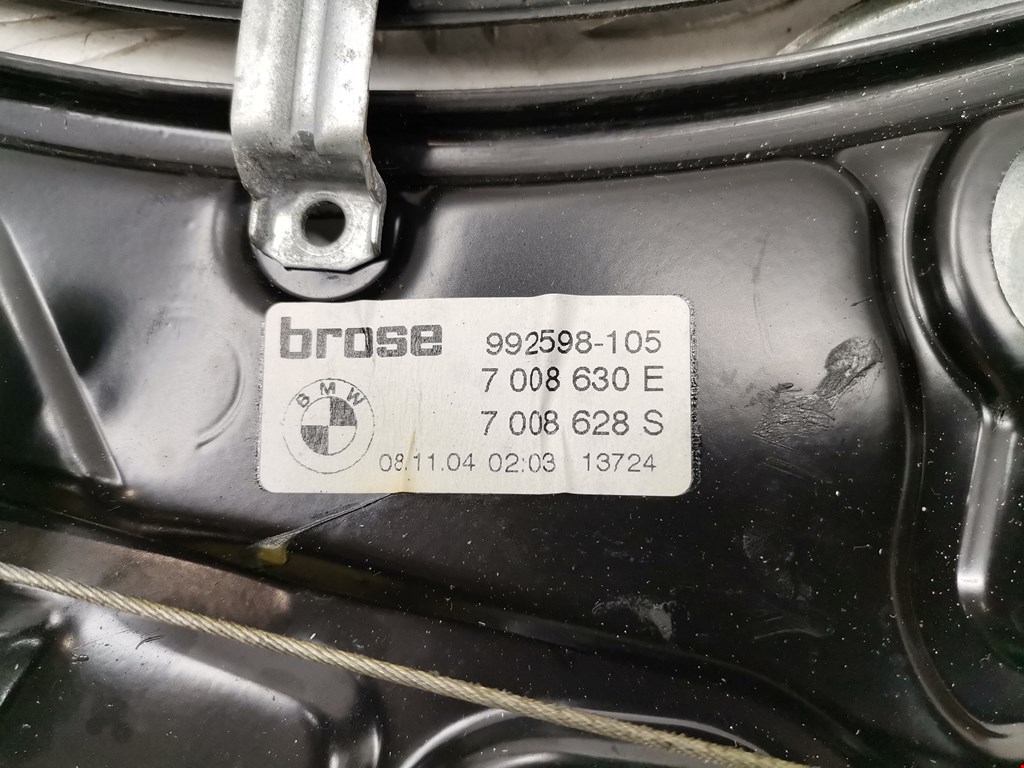 brose 992598-105
7 008 630 E
BMW
7 008 628 S
08.11.04 02:03 13724